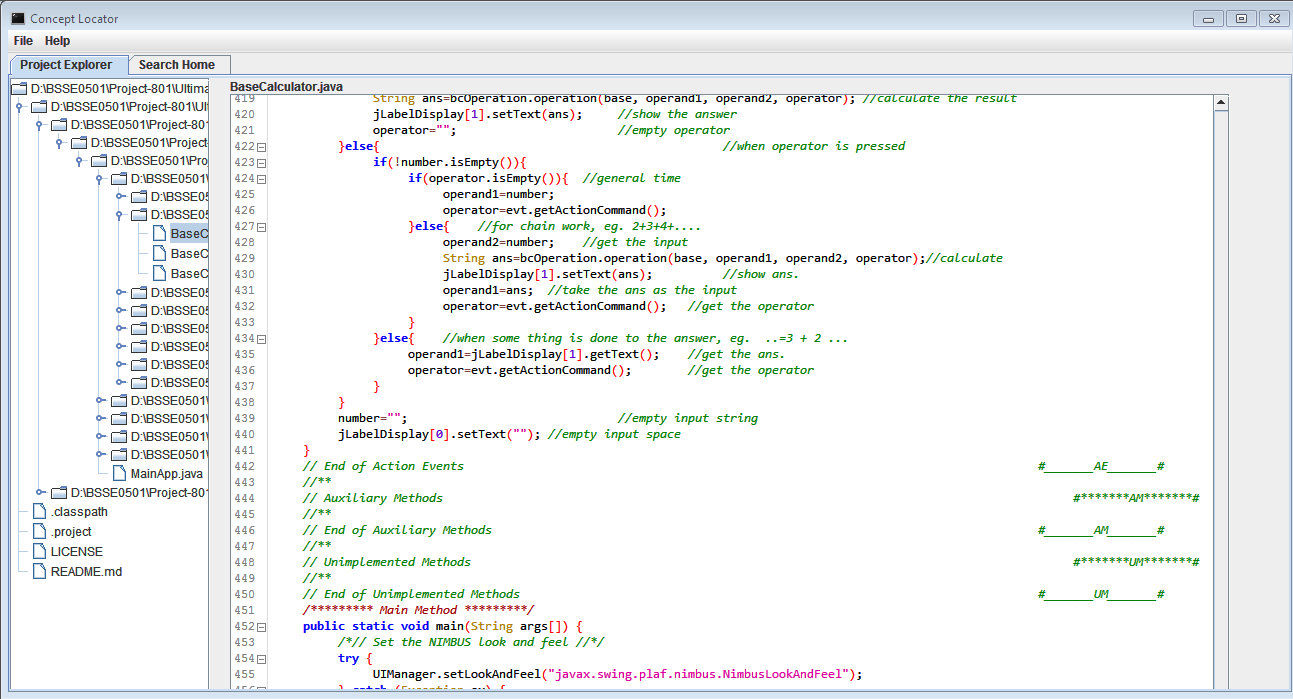 Concept Locator
File Help
Project Explorer Search Home
D:\BSSE0501\Project-801\Ultima
D:\BSSE0501\Project-801\Ul
D:\BSSE0501\Project-801
D:\BSSE0501\Project
D:\BSSE0501\Pro
D:\BSSE0501\
D:\BSSE05
D:\BSSE05
BaseC
BaseC
BaseC
D:\BSSE05
D:\BSSE05
D:\BSSE05
D:\BSSE05
D:\BSSE05
D:\BSSE05
D:\BSSE0501\
D:\BSSE0501\
D:\BSSE0501\
D:\BSSE0501\
MainApp.java
D:\BSSE0501\Project-801
.classpath
.project
LICENSE
README.md
BaseCalculator.java
419 String ans=bcOperation.operation(base, operand1, operand2, operator); //calculate the result
420 jLabelDisplay[1].setText(ans); //show the answer
421 operator=""; //empty operator
422 }else{ //when operator is pressed
423 if(!number.isEmpty()){
424 if(operator.isEmpty()){ //general time
425 operand1=number;
426 operator=evt.getActionCommand();
427 }else{ //for chain work, eg. 2+3+4+....
428 operand2=number; //get the input
429 String ans=bcOperation.operation(base, operand1, operand2, operator);//calculate
430 jLabelDisplay[1].setText(ans); //show ans.
431 operand1=ans; //take the ans as the input
432 operator=evt.getActionCommand(); //get the operator
433 }
434 }else{ //when some thing is done to the answer, eg. ..=3 + 2 ...
435 operand1=jLabelDisplay[1].getText(); //get the ans.
436 operator=evt.getActionCommand(); //get the operator
437 }
438 }
439 number=""; //empty input string
440 jLabelDisplay[0].setText(""); //empty input space
441 }
442 // End of Action Events #_______AE_______#
443 //**
444 // Auxiliary Methods #*******AM*******#
445 //**
446 // End of Auxiliary Methods #_______AM_______#
447 //**
448 // Unimplemented Methods #*******UM*******#
449 //**
450 // End of Unimplemented Methods #_______UM_______#
451 /********* Main Method *********/
452 public static void main(String args[]) {
453 /*// Set the NIMBUS look and feel //*/
454 try {
455 UIManager.setLookAndFeel("javax.swing.plaf.nimbus.NimbusLookAndFeel");
456 } catch (Exception ex) {